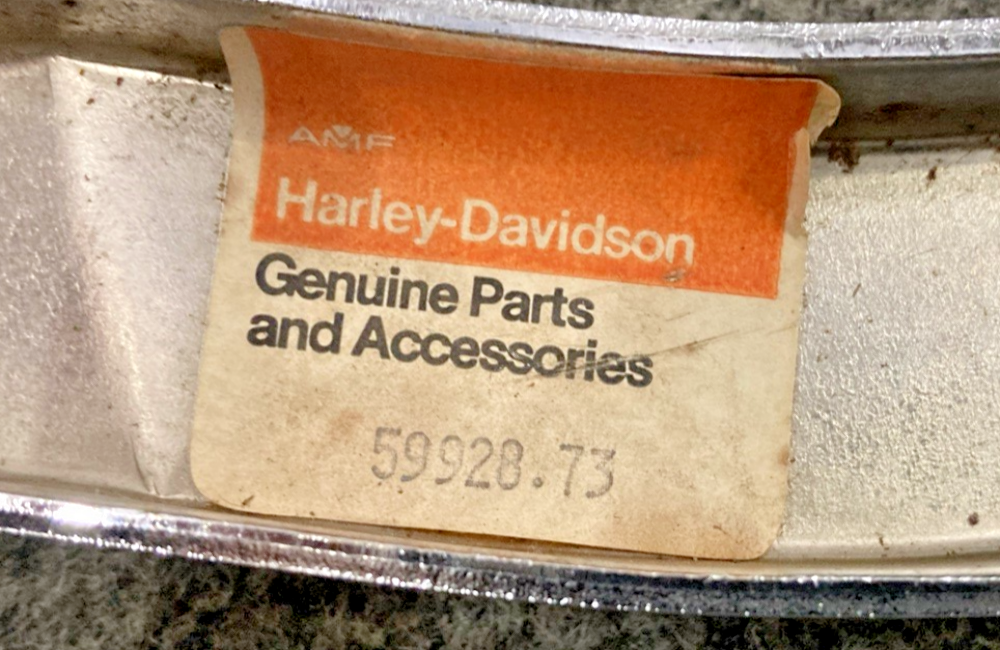 AMF
Harley-Davidson
Genuine Parts
and Accessories
59928.73